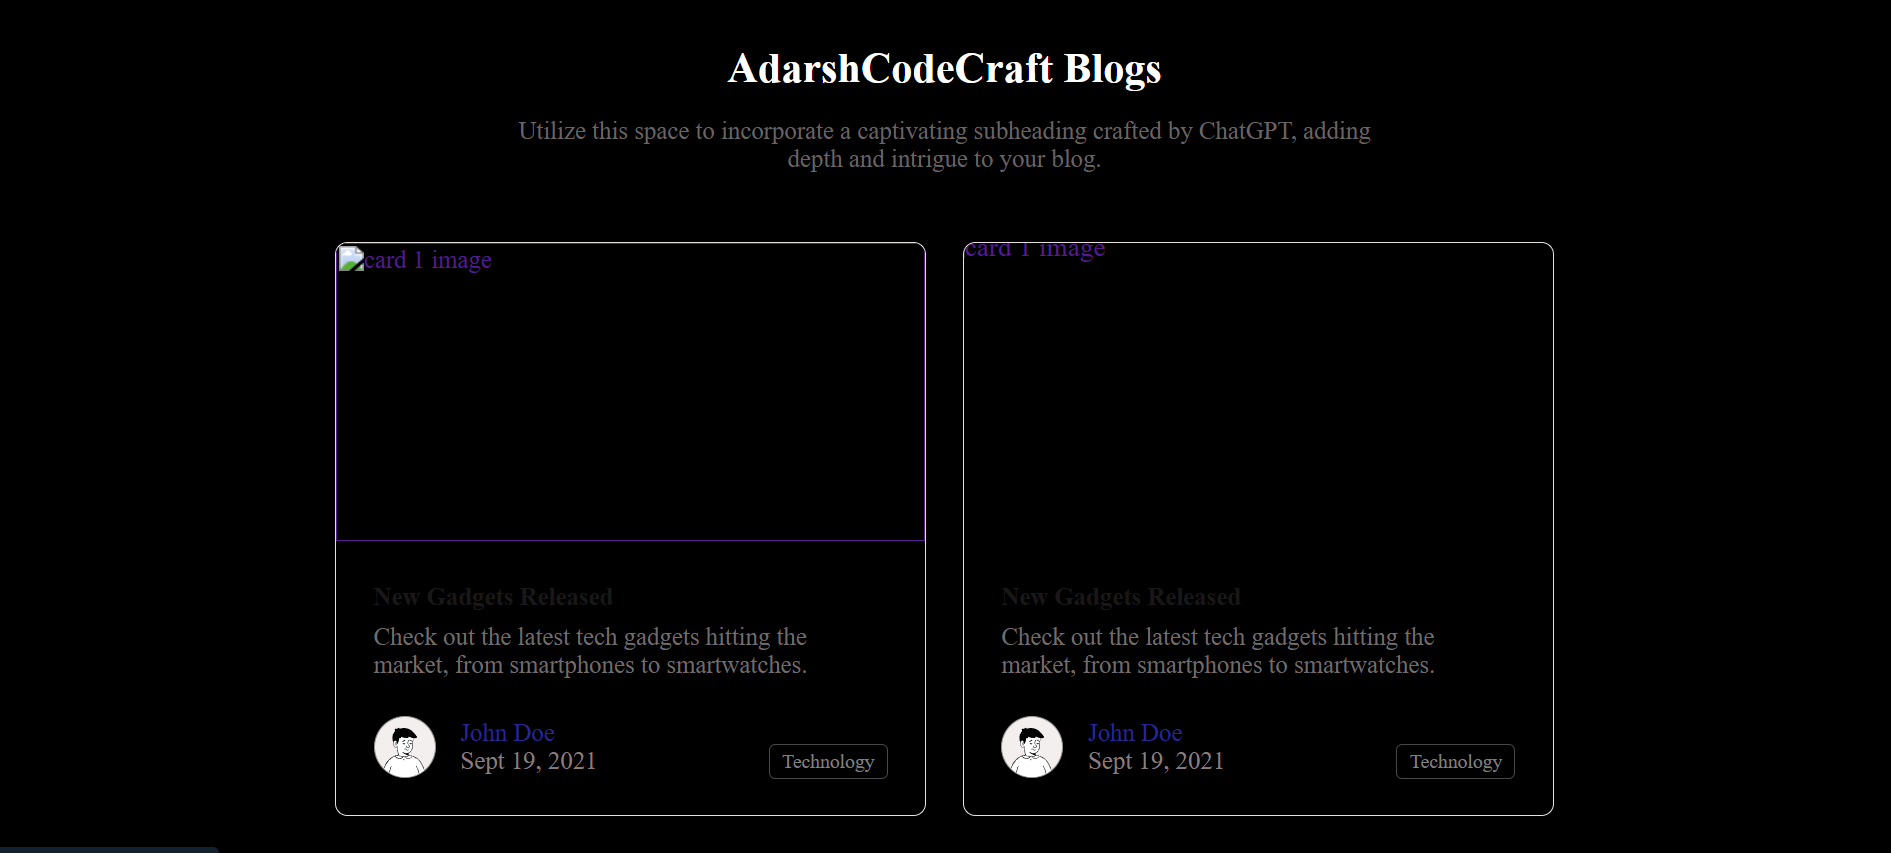 AdarshCodeCraft Blogs
Utilize this space to incorporate a captivating subheading crafted by ChatGPT, adding
depth and intrigue to your blog.
card 1 image
New Gadgets Released
Check out the latest tech gadgets hitting the
market, from smartphones to smartwatches.
John Doe
Sept 19, 2021
Technology
card 1 image
New Gadgets Released
Check out the latest tech gadgets hitting the
market, from smartphones to smartwatches.
John Doe
Sept 19, 2021
Technology